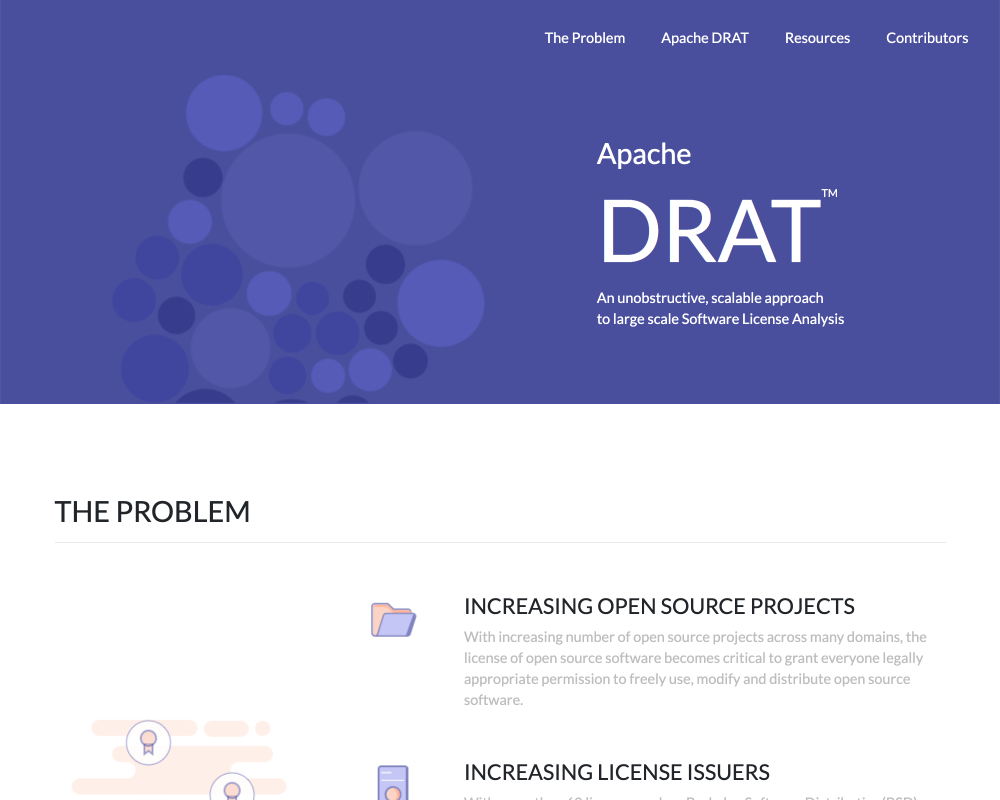 The Problem Apache DRAT Resources Contributors
Apache
DRAT™
An unobstructive, scalable approach
to large scale Software License Analysis
THE PROBLEM
INCREASING OPEN SOURCE PROJECTS
With increasing number of open source projects across many domains, the
license of open source software becomes critical to grant everyone legally
appropriate permission to freely use, modify and distribute open source
software.
INCREASING LICENSE ISSUERS